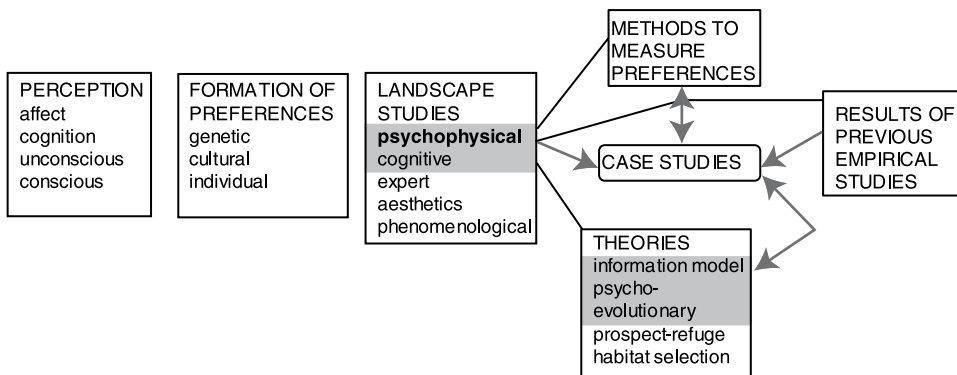 PERCEPTION
affect
cognition
unconscious
conscious
FORMATION OF
PREFERENCES
genetic
cultural
individual
LANDSCAPE
STUDIES
psychophysical
cognitive
expert
aesthetics
phenomenological
METHODS TO
MEASURE
PREFERENCES
CASE STUDIES
RESULTS OF
PREVIOUS
EMPIRICAL
STUDIES
THEORIES
information model
psycho-
evolutionary
prospect-refuge
habitat selection